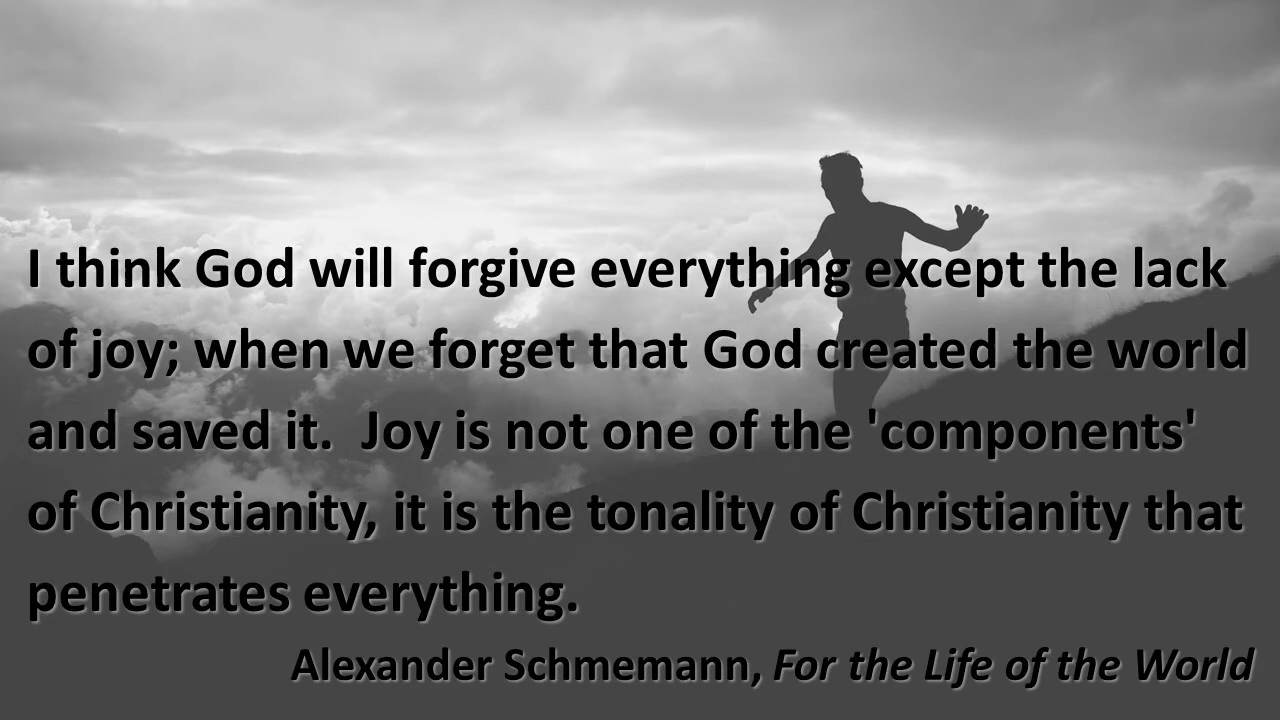 I think God will forgive everything except the lack
of joy; when we forget that God created the world
and saved it.  Joy is not one of the 'components'
of Christianity, it is the tonality of Christianity that
penetrates everything.
Alexander Schmemann, For the Life of the World